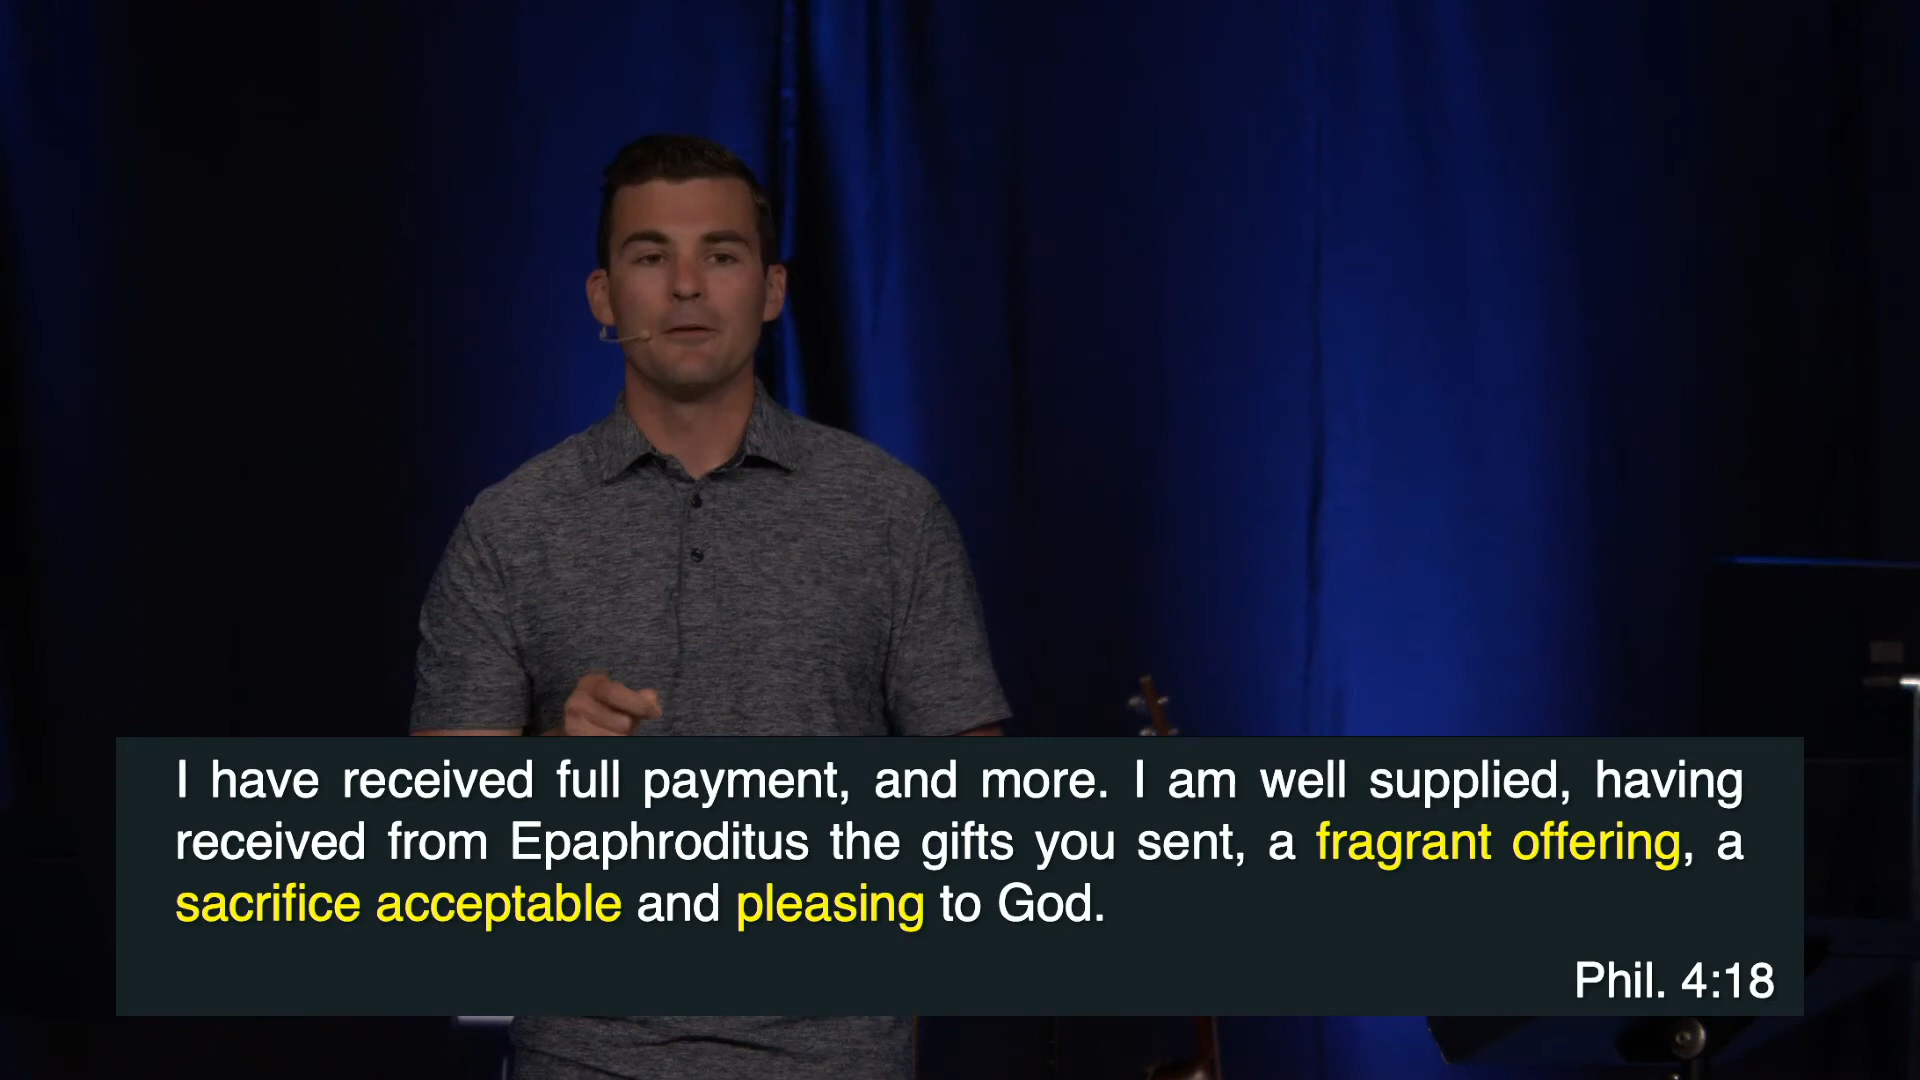 I have received full payment, and more. I am well supplied, having
received from Epaphroditus the gifts you sent, a fragrant offering, a
sacrifice acceptable and pleasing to God.
Phil. 4:18